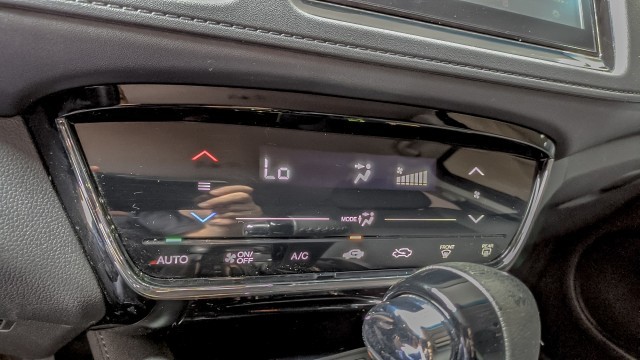 Lo
MODE
AUTO ON/OFF A/C FRONT REAR